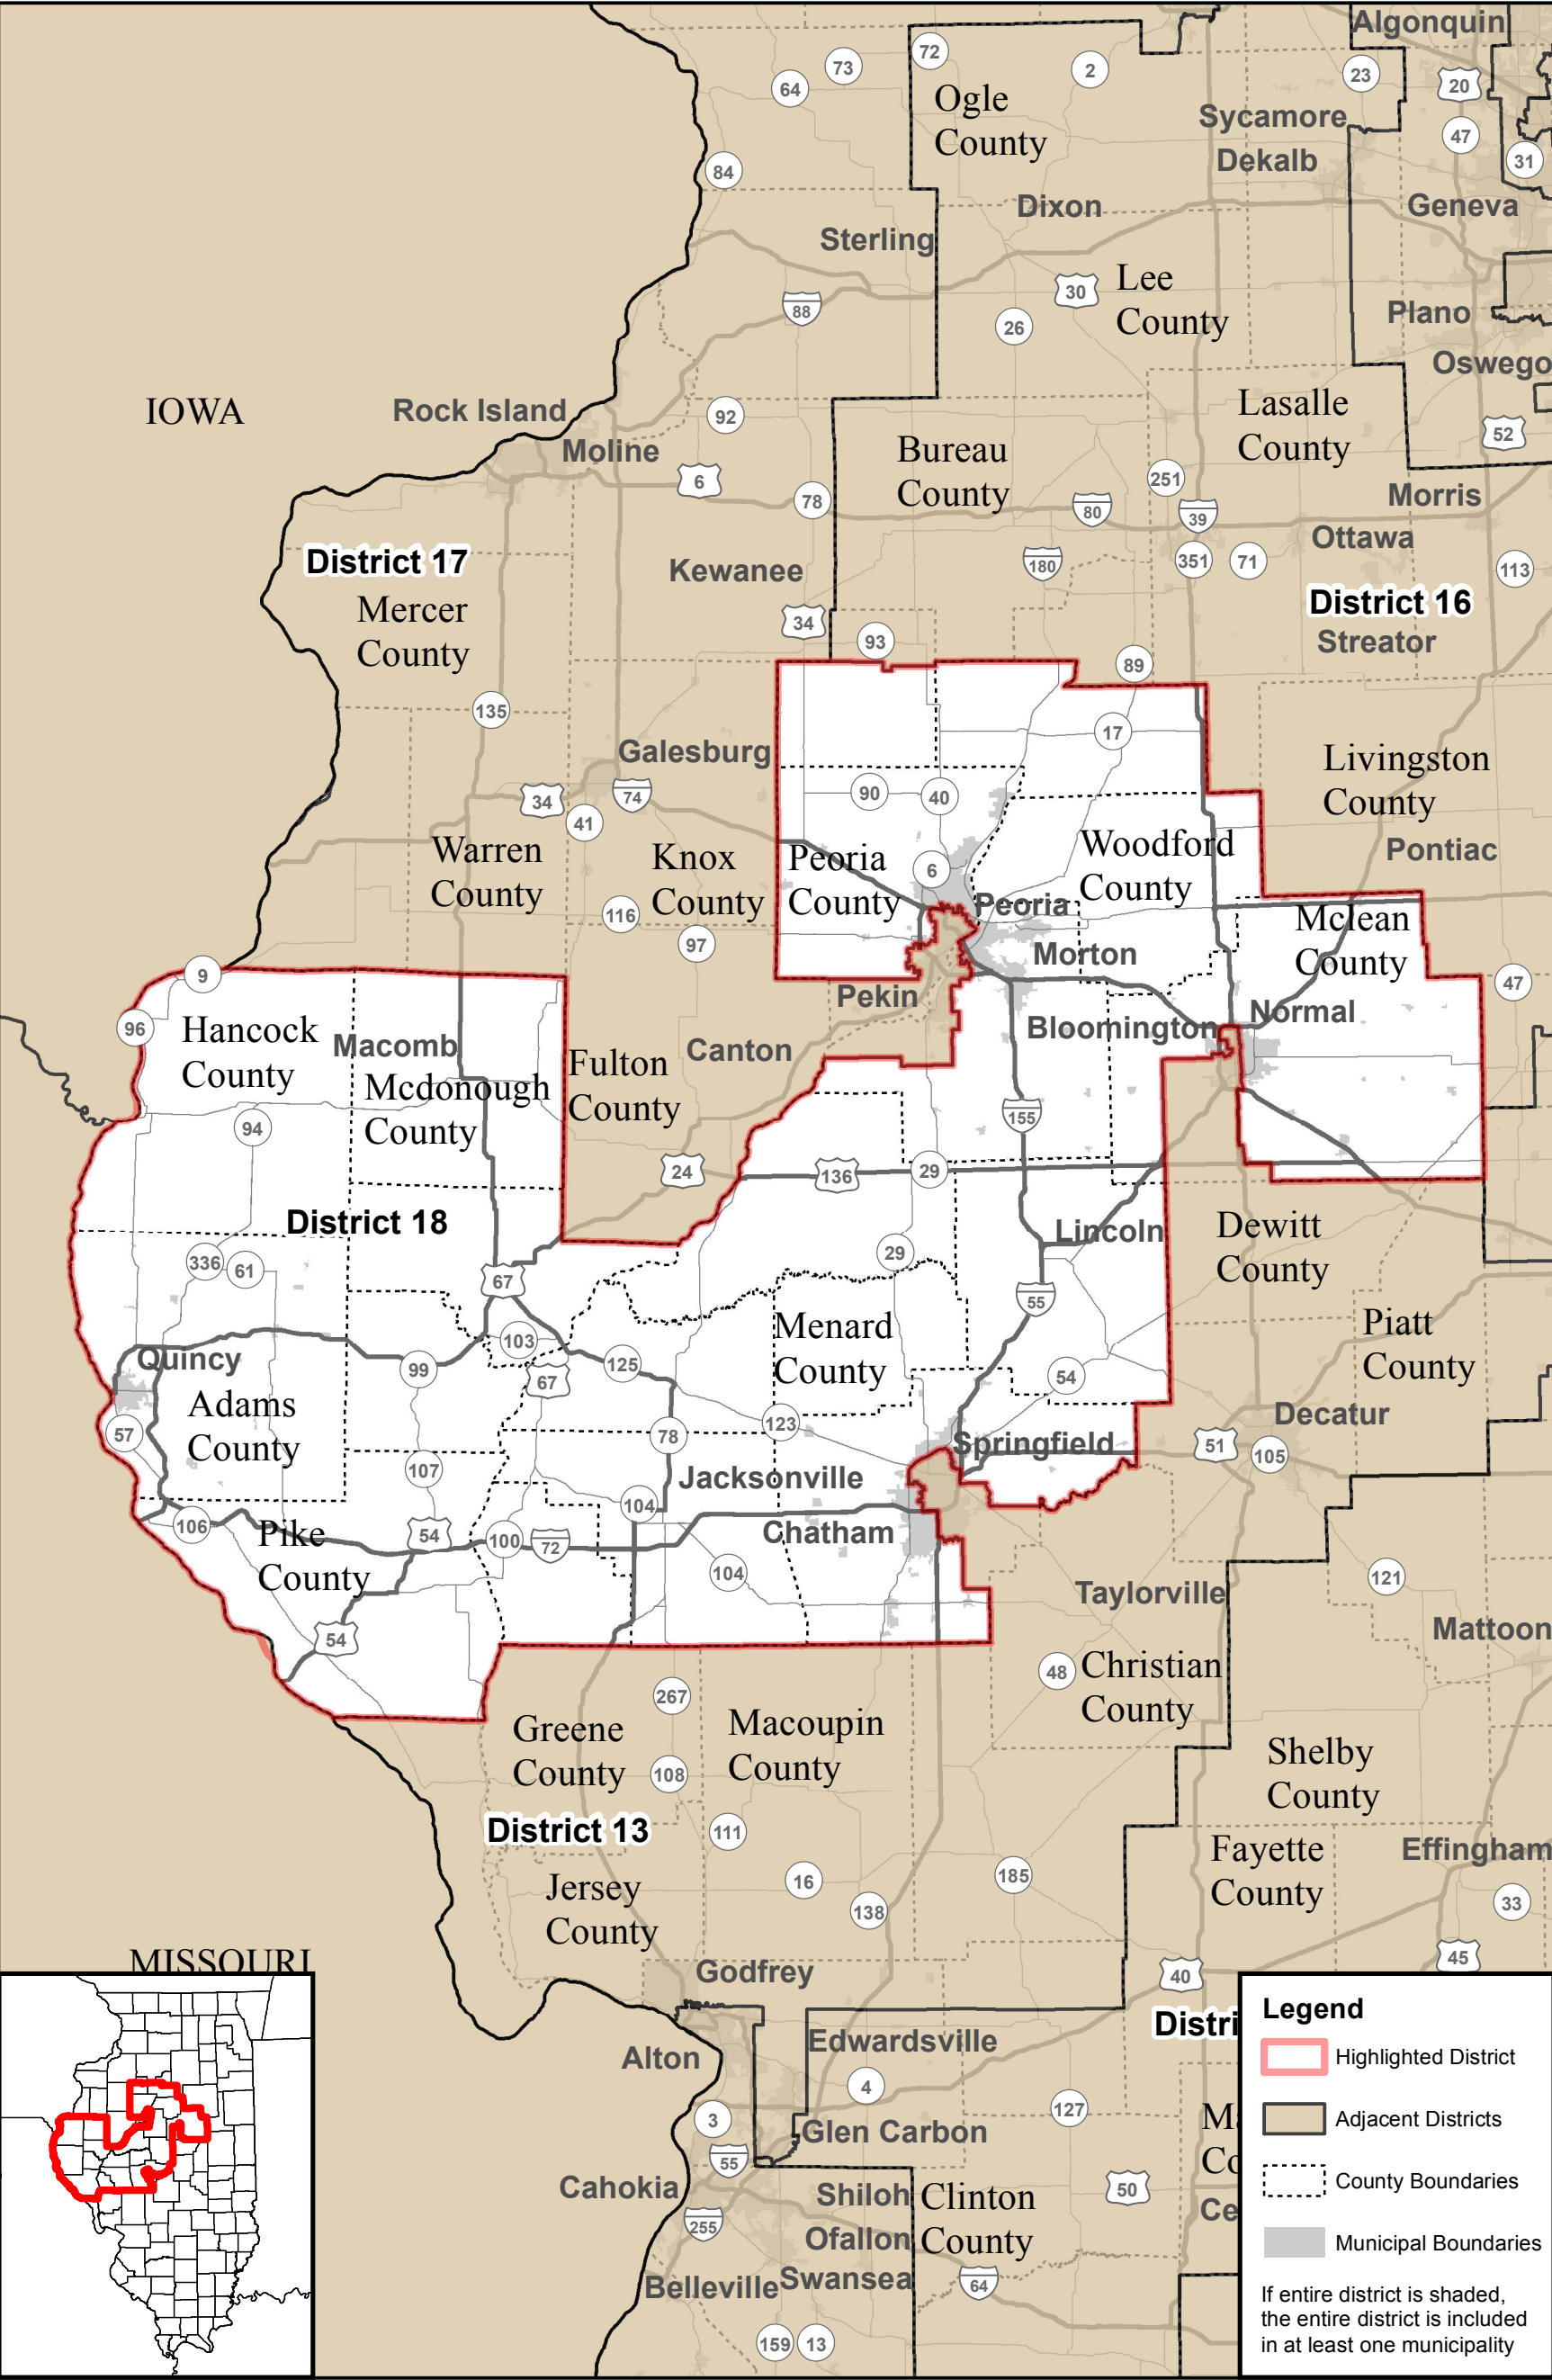 Algonquin
72
73
2
23
20
64
Ogle
County
Sycamore
47
Dekalb
31
84
Dixon
Geneva
Sterling
Lee
County
30
88
Plano
26
Oswego
IOWA
Rock Island
92
Lasalle
County
52
Moline
Bureau
County
6
78
251
Morris
80
39
Ottawa
District 17
Kewanee
180
351
71
113
Mercer
County
District 16
34
93
Streator
89
135
17
Galesburg
Livingston
County
34
74
90
40
41
Warren
County
Knox
County
Peoria
County
6
Woodford
County
Pontiac
116
Peoria
Mclean
County
97
Morton
9
Pekin
47
96
Hancock
County
Macomb
Normal
Bloomington
Canton
Fulton
County
Mcdonough
County
94
155
24
136
29
District 18
Lincoln
Dewitt
County
336
61
29
67
55
Menard
County
Piatt
County
103
Quincy
99
125
67
54
Adams
County
Decatur
57
123
78
Springfield
51
105
107
Jacksonville
104
106
Pike
County
54
100
72
Chatham
104
121
Taylorville
54
Mattoon
48
Christian
County
267
Greene
County
Macoupin
County
108
Shelby
County
District 13
111
Fayette
County
Effingham
16
185
Jersey
County
138
33
MISSOURI
45
Godfrey
40
Distri
Edwardsville
Alton
4
3
127
Glen Carbon
M
Co
55
Cahokia
Shiloh
Clinton
County
50
Ce
255
Ofallon
Belleville
Swansea
64
159
13
Legend
Highlighted District
Adjacent Districts
County Boundaries
Municipal Boundaries
If entire district is shaded,
the entire district is included
in at least one municipality